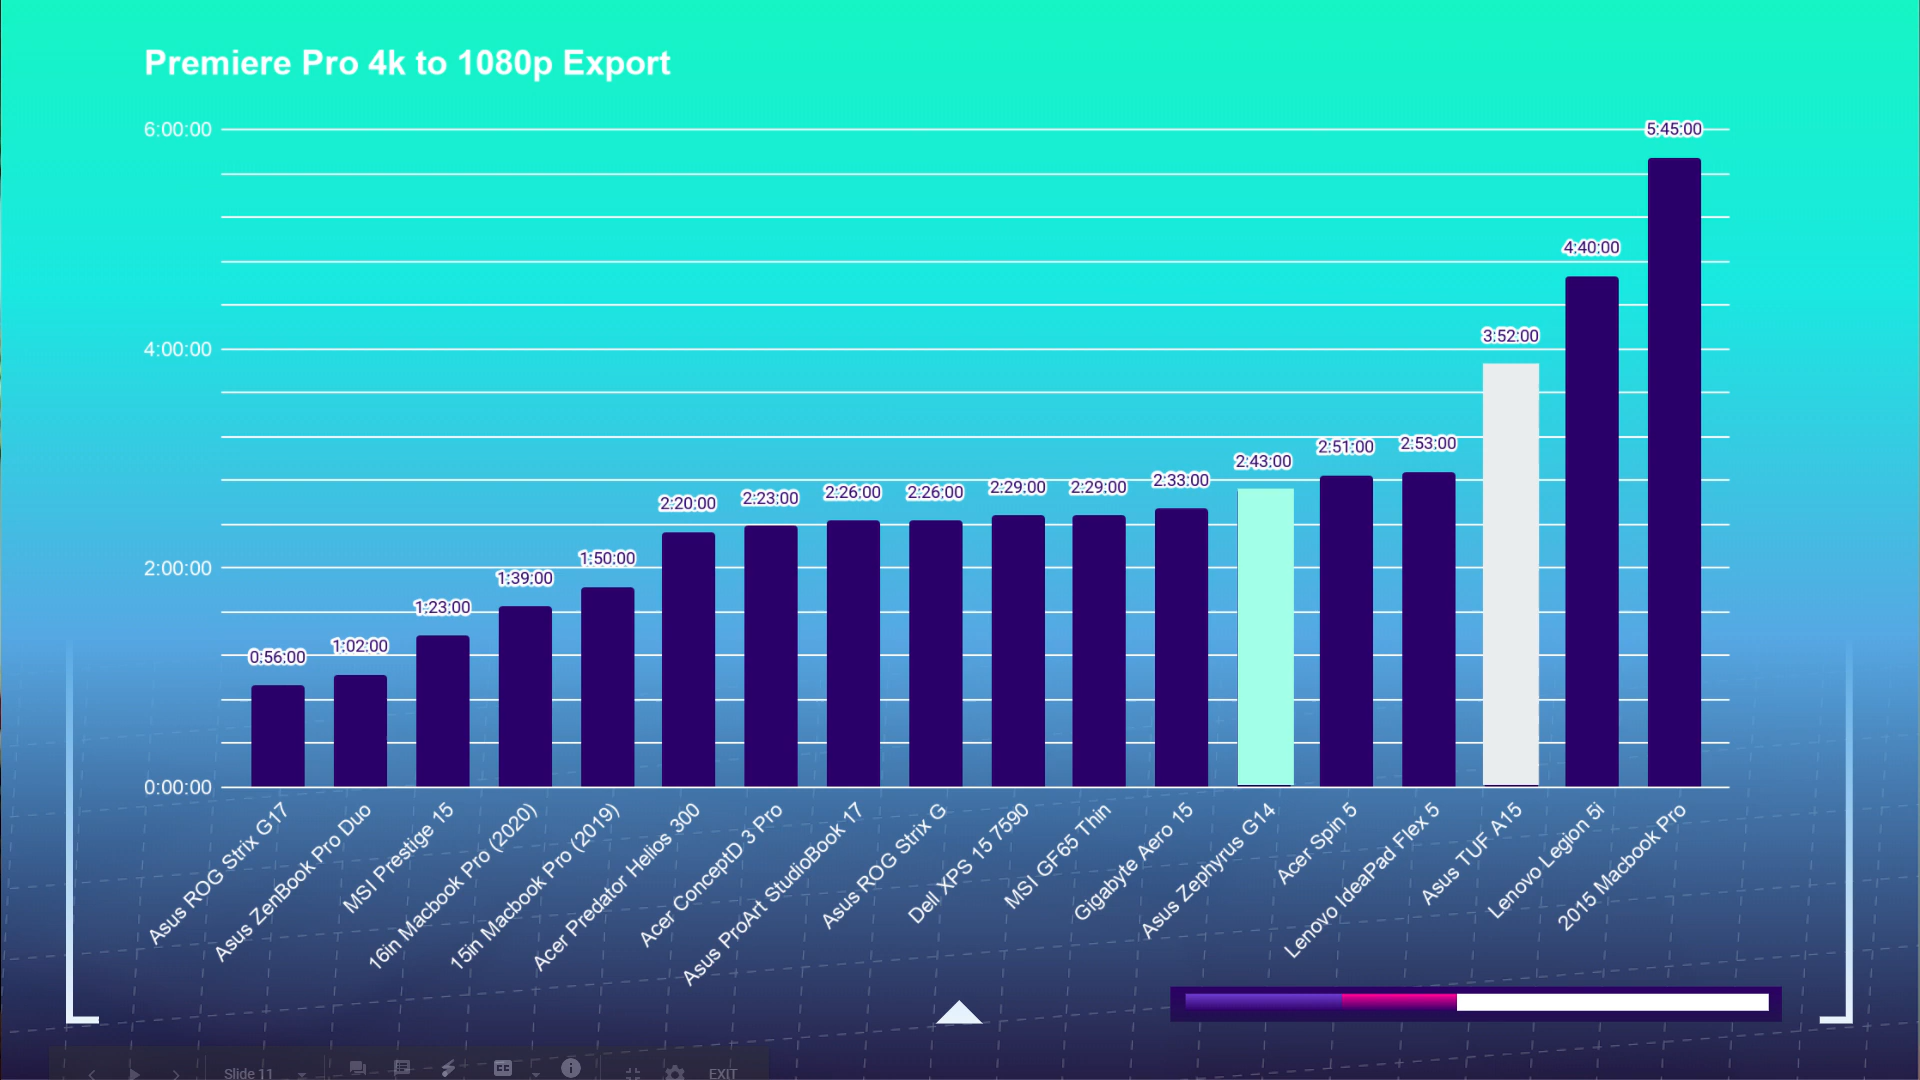 Premiere Pro 4k to 1080p Export
6:00:00
4:00:00
2:00:00
0:00:00
0:56:00
1:02:00
1:23:00
1:39:00
1:50:00
2:20:00
2:23:00
2:26:00
2:26:00
2:29:00
2:29:00
2:33:00
2:43:00
2:51:00
2:53:00
3:52:00
4:40:00
5:45:00
Asus ROG Strix G17
Asus ZenBook Pro Duo
MSI Prestige 15
16in Macbook Pro (2020)
15in Macbook Pro (2019)
Acer Predator Helios 300
Acer ConceptD 3 Pro
Asus ProArt StudioBook 17
Asus ROG Strix G
Dell XPS 15 7590
MSI GF65 Thin
Gigabyte Aero 15
Asus Zephyrus G14
Acer Spin 5
Lenovo IdeaPad Flex 5
Asus TUF A15
Lenovo Legion 5i
2015 Macbook Pro
Slide 11
CC
EXIT